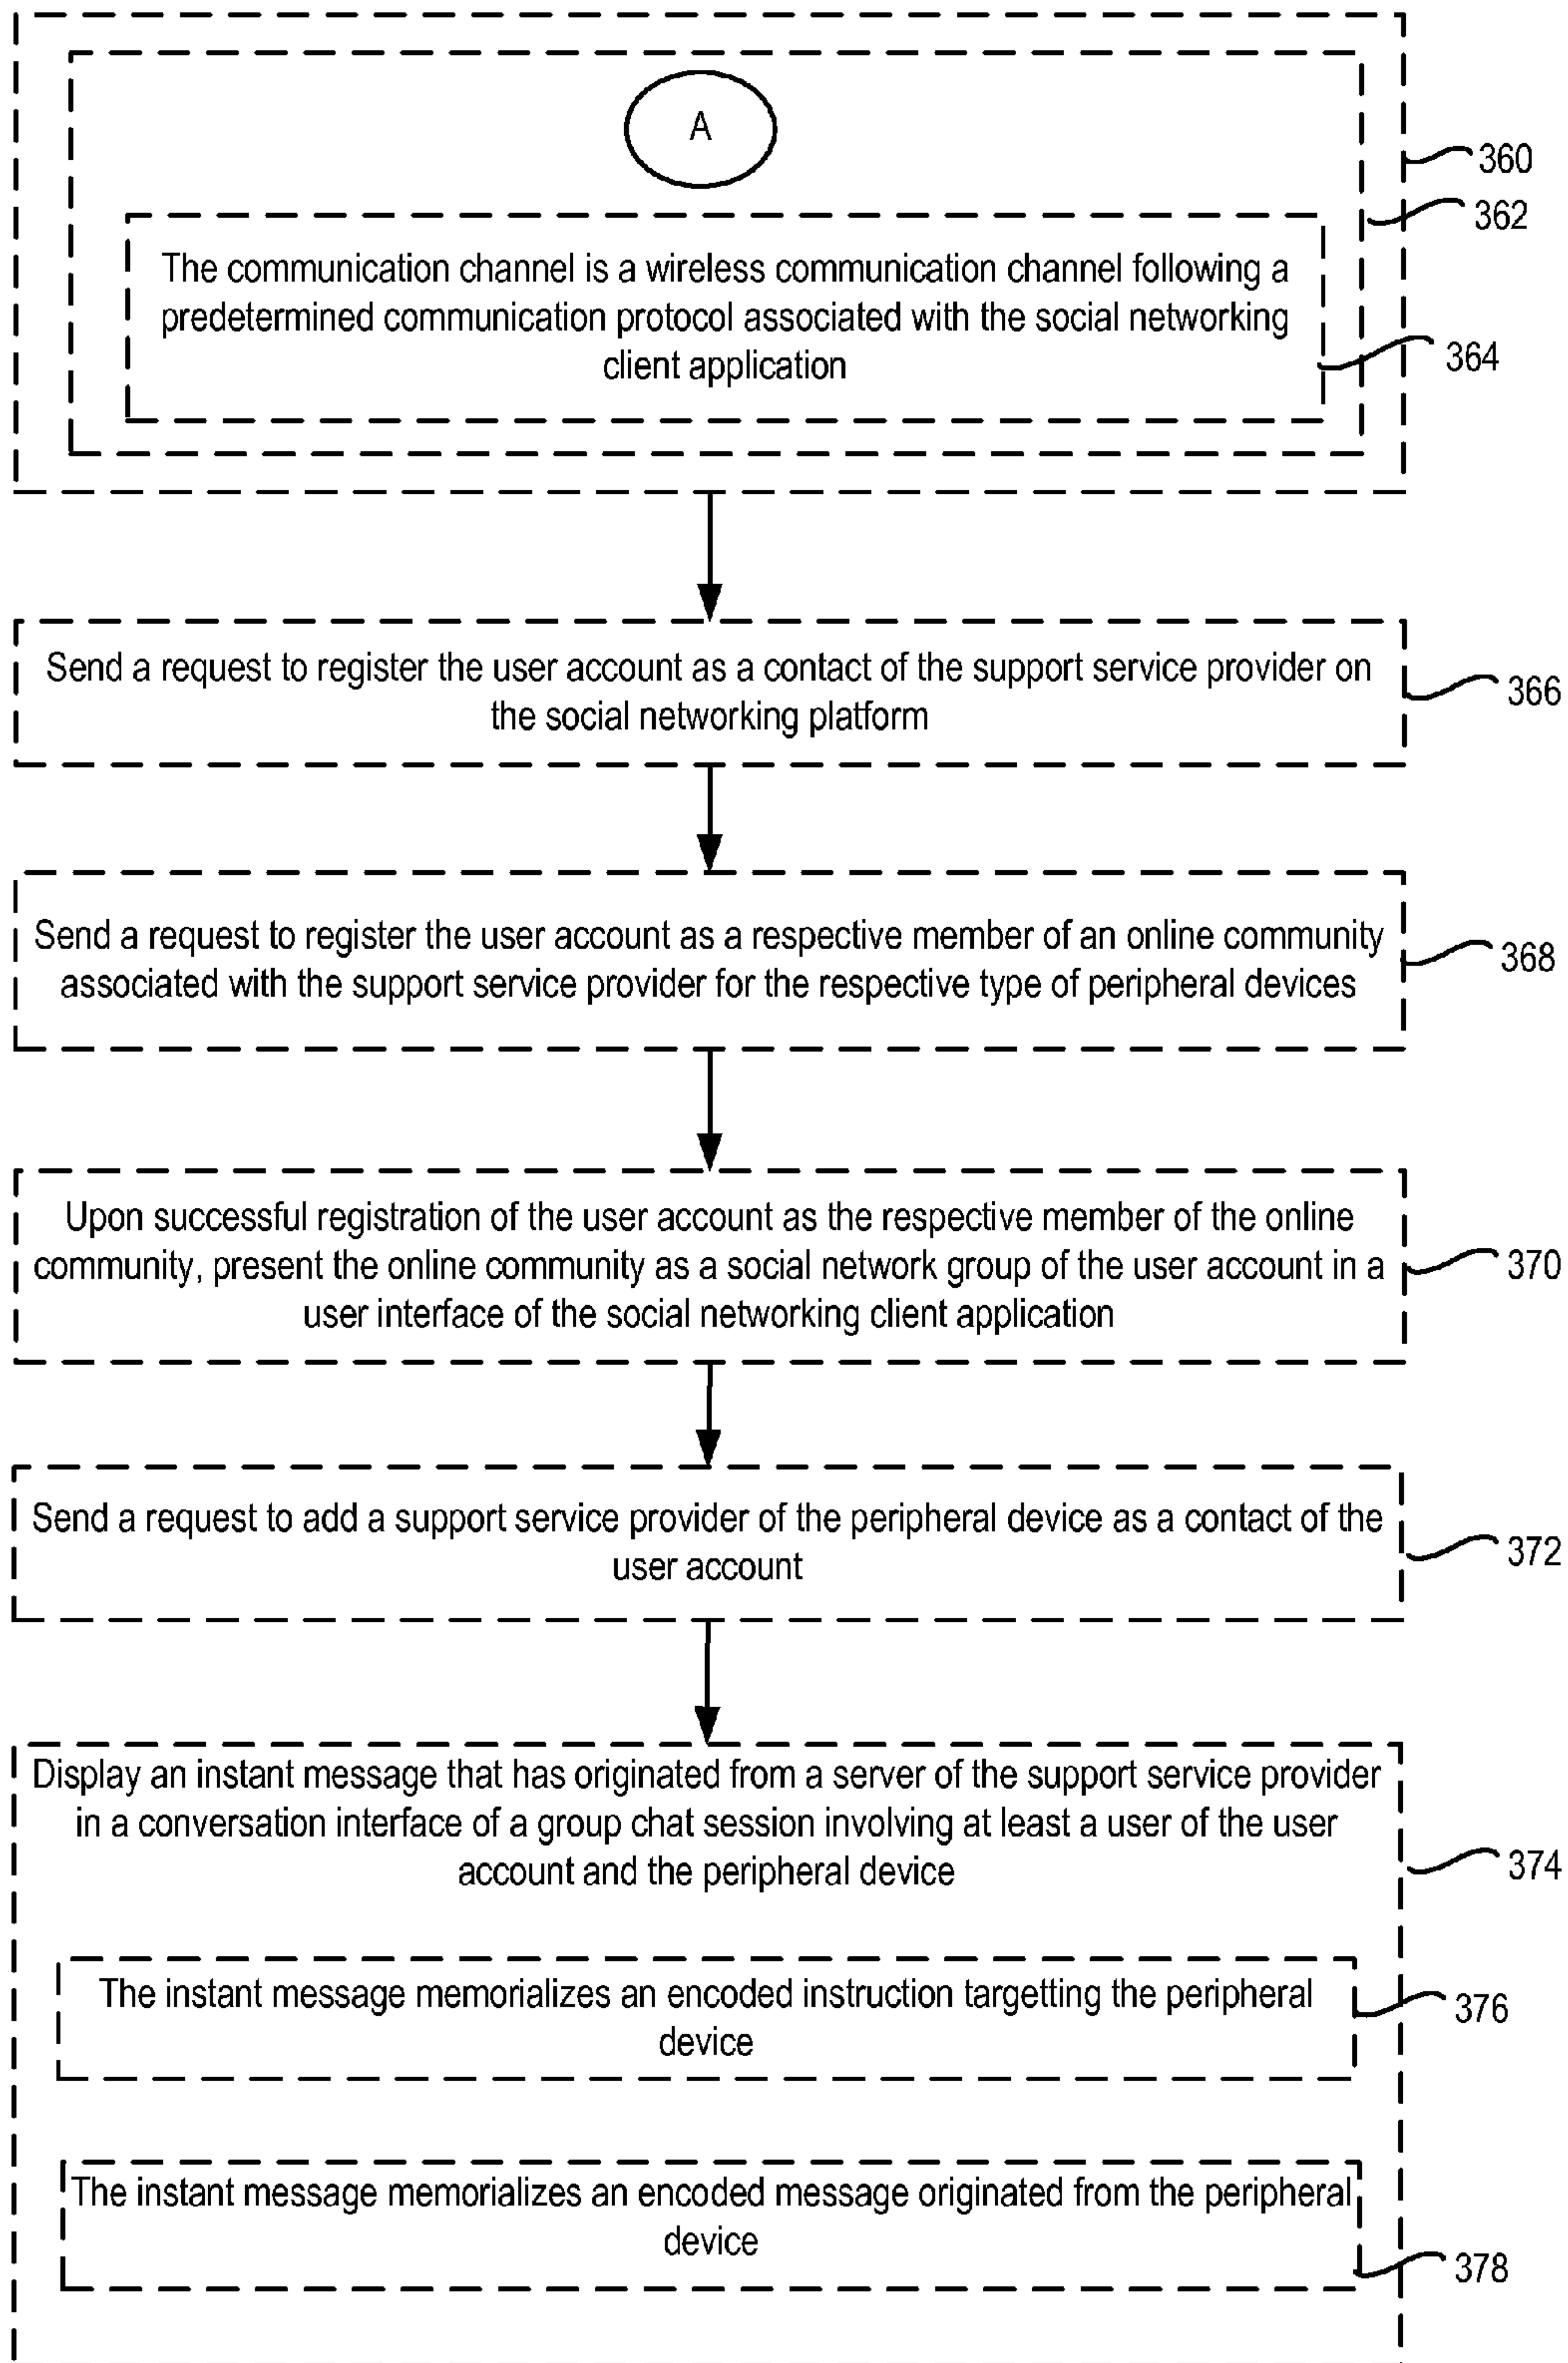 A
360
362
The communication channel is a wireless communication channel following a
predetermined communication protocol associated with the social networking
client application
364
Send a request to register the user account as a contact of the support service provider on
the social networking platform
366
Send a request to register the user account as a respective member of an online community
associated with the support service provider for the respective type of peripheral devices
368
Upon successful registration of the user account as the respective member of the online
community, present the online community as a social network group of the user account in a
user interface of the social networking client application
370
Send a request to add a support service provider of the peripheral device as a contact of the
user account
372
Display an instant message that has originated from a server of the support service provider
in a conversation interface of a group chat session involving at least a user of the user
account and the peripheral device
374
The instant message memorializes an encoded instruction targetting the peripheral
device
376
The instant message memorializes an encoded message originated from the peripheral
device
378